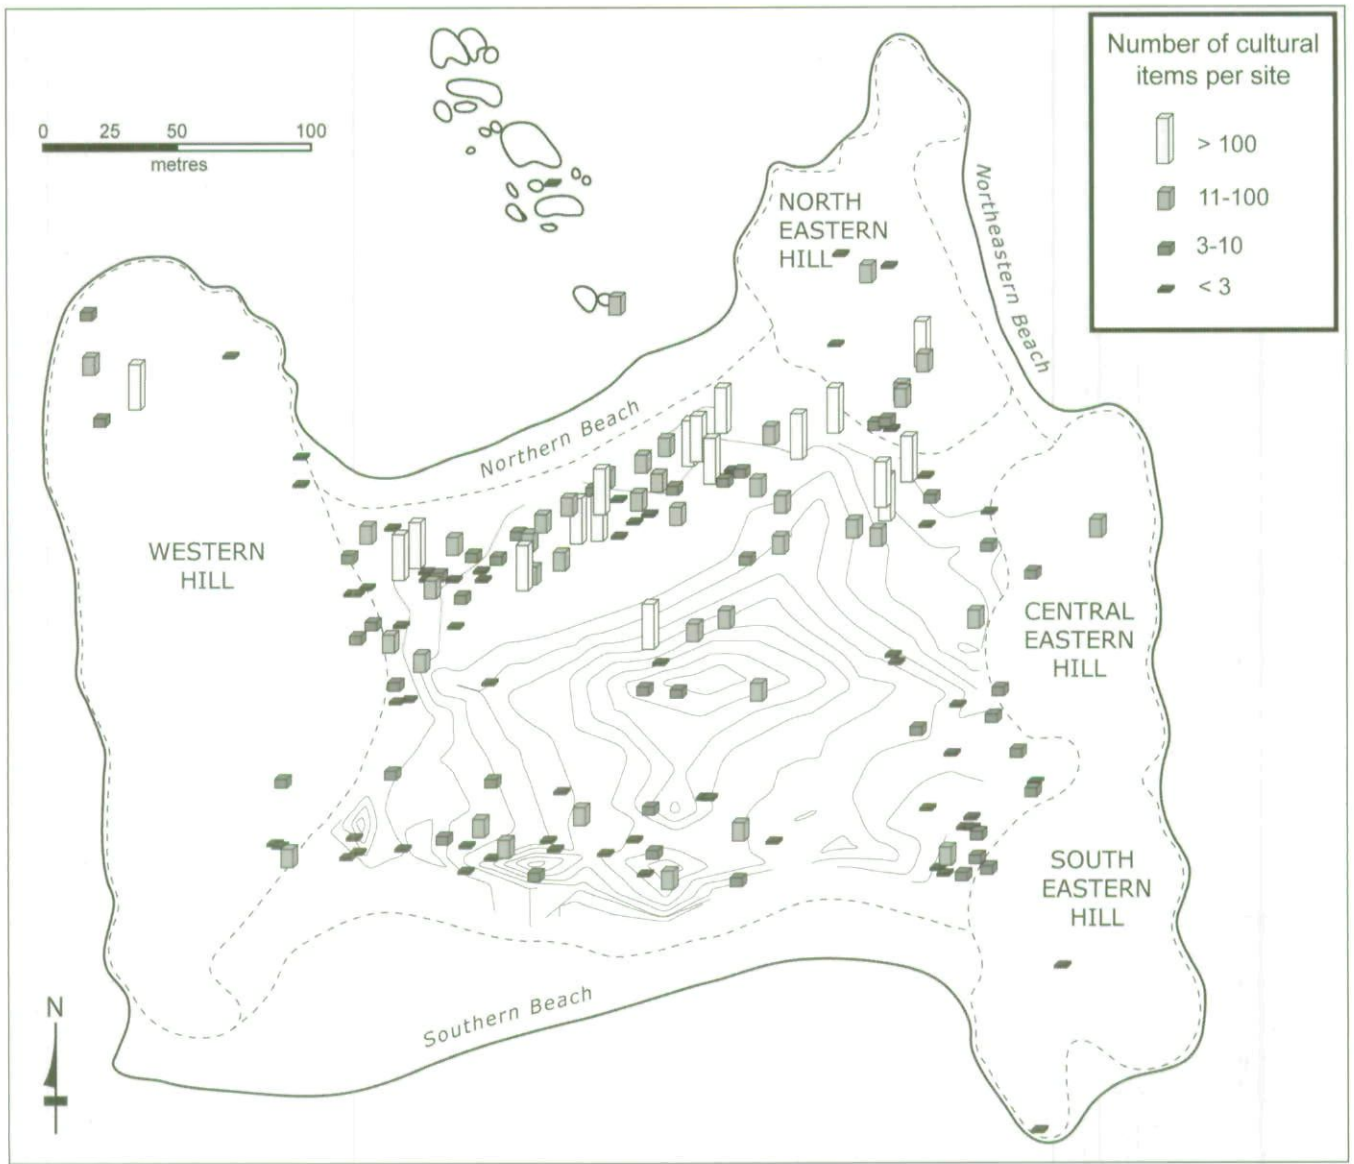 Number of cultural
items per site
> 100
11-100
3-10
< 3
0 25 50 100
metres
NORTH
EASTERN
HILL
Northeastern Beach
Northern Beach
WESTERN
HILL
CENTRAL
EASTERN
HILL
SOUTH
EASTERN
HILL
Southern Beach
N